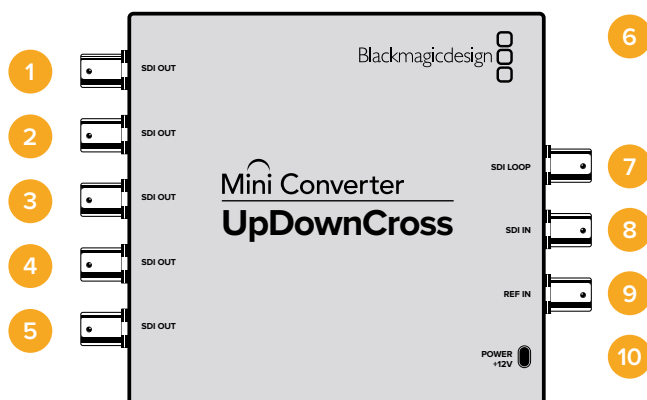 Blackmagicdesign
1
SDI OUT
2
SDI OUT
3
SDI OUT
4
SDI OUT
5
SDI OUT
Mini Converter
UpDownCross
6
SDI LOOP
7
SDI IN
8
REF IN
9
POWER
+12V
10